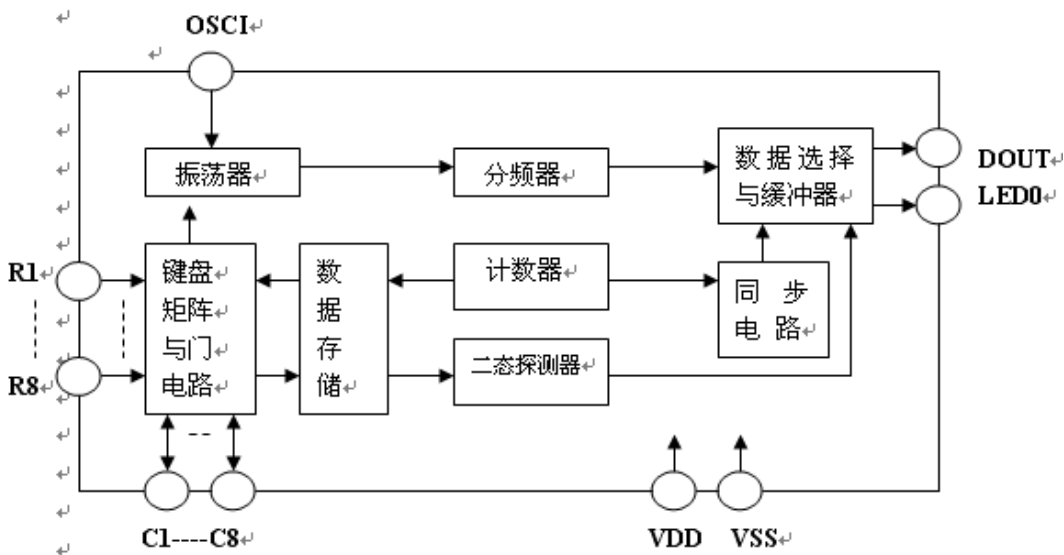 OSCI
振荡器
分频器
数据选择
与缓冲器
DOUT
LED0
R1
键盘
矩阵
与门
电路
数
据
存
储
计数器
同步
电路
二态探测器
R8
C1----C8
VDD
VSS